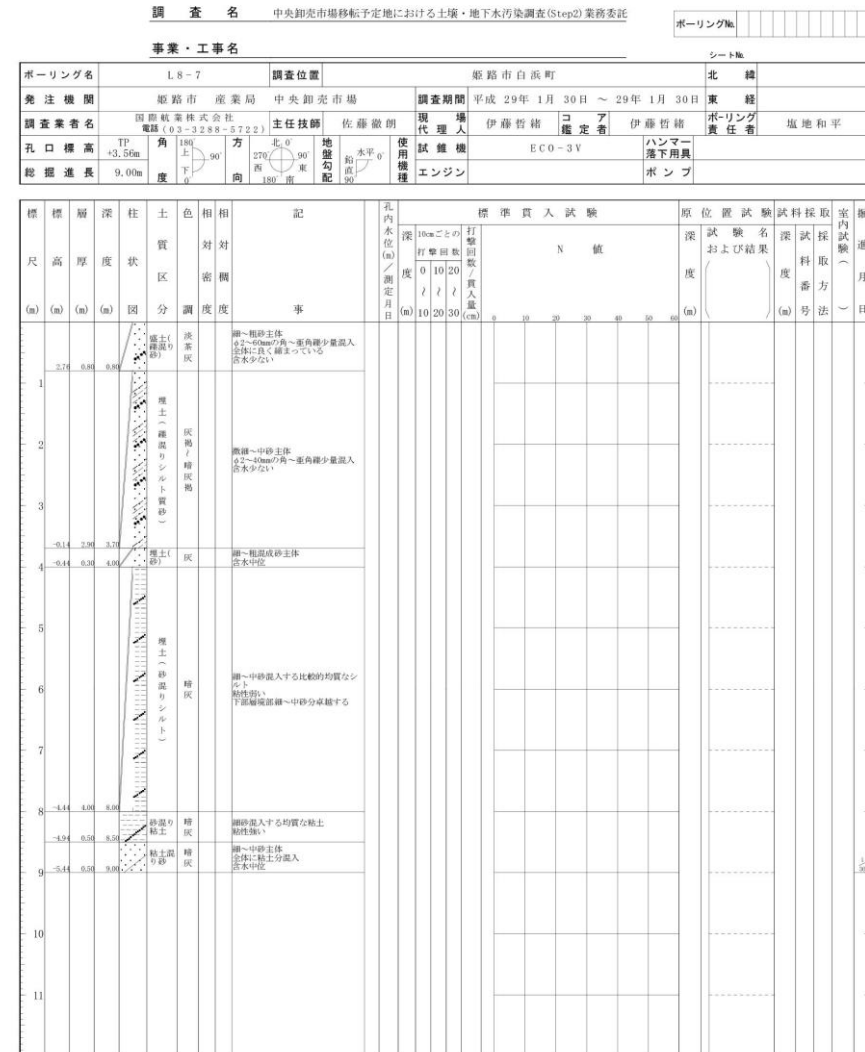 調査名 中央卸売市場移転予定地における土壌・地下水汚染調査(Step2)業務委託
ボーリングNo.
事業・工事名
シートNo.
ボーリング名 L8-7 調査位置 姫路市白浜町 北緯
発注機関 姫路市 産業局 中央卸売市場 調査期間 平成 29年 1月 30日 ～ 29年 1月 30日 東経
調査業者名 国際航業株式会社 電話(03-3288-5722) 主任技師 佐藤徹朗 現場代理人 伊藤哲緒 コア鑑定者 伊藤哲緒 ボーリング責任者 塩地和平
孔口標高 TP +3.56m 角度 180° 上 下 0° 90° 方向 北 0° 90° 東 180° 南 270° 西 地盤勾配 水平 0° 鉛直 90° 使用機種 試錐機 ECO-3V ハンマー落下用具
総掘進長 9.00m エンジン ポンプ
標尺(m) 標高(m) 層厚(m) 深度(m) 柱状図 土質区分 色調 相対密度 相対稠度 記事 孔内水位(m)／測定月日 標準貫入試験 原位置試験 試料採取 室内試験( ) 掘進月日
深度(m) 10cmごとの打撃回数 打撃回数/貫入量(cm) N値 深度(m) 試験名および結果 深度(m) 試料番号 採取方法
0 10 20
～ ～ ～
10 20 30
0 10 20 30 40 50 60
盛土(礫混り砂) 淡茶灰
細～粗砂主体
φ2～60mmの角～亜角礫少量混入
全体に良く締まっている
含水少ない
2.76 0.80 0.80
1
2
埋土(礫混りシルト質砂) 灰褐～暗灰褐
微細～中砂主体
φ2～40mmの角～亜角礫少量混入
含水少ない
3
-0.14 2.90 3.70
埋土(砂) 灰
細～粗混成砂主体
含水中位
4 -0.44 0.30 4.00
5
6
埋土(砂混りシルト) 暗灰
細～中砂混入する比較的均質なシルト
粘性弱い
下部層境部細～中砂分卓越する
7
8 -4.44 4.00 8.00
砂混り粘土 暗灰
細砂混入する均質な粘土
粘性強い
-4.94 0.50 8.50
粘土混り砂 暗灰
細～中砂主体
全体に粘土分混入
含水中位
9 -5.44 0.50 9.00
10
11